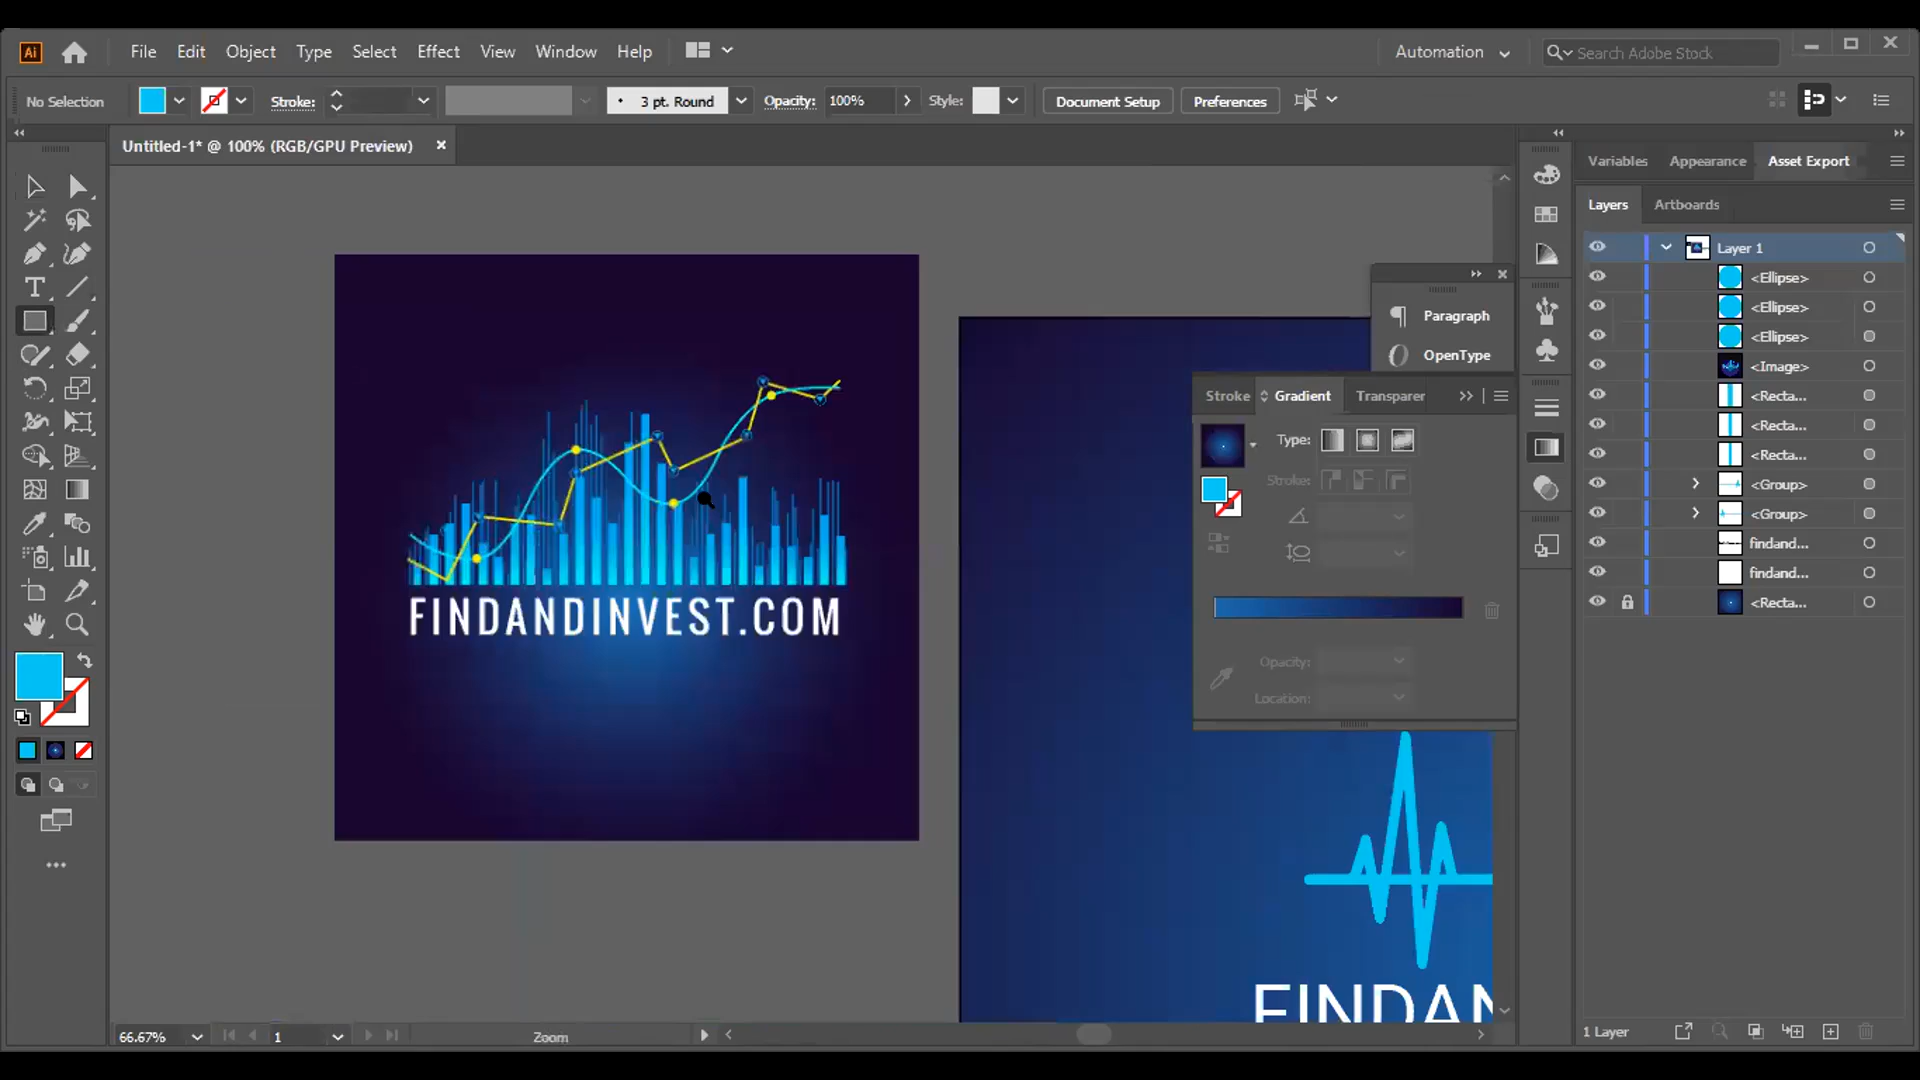 Ai File Edit Object Type Select Effect View Window Help Automation Search Adobe Stock
No Selection Stroke: 3 pt. Round Opacity: 100% Style: Document Setup Preferences
Untitled-1* @ 100% (RGB/GPU Preview)
Variables Appearance Asset Export
Layers Artboards
Layer 1
<Ellipse>
<Ellipse>
<Ellipse>
<Image>
<Recta...
<Recta...
<Recta...
<Group>
<Group>
findand...
findand...
<Recta...
Paragraph
OpenType
Stroke Gradient Transparer
Type:
Stroke:
Opacity:
Location:
FINDANDINVEST.COM
FINDAN
66.67% 1 Zoom
1 Layer